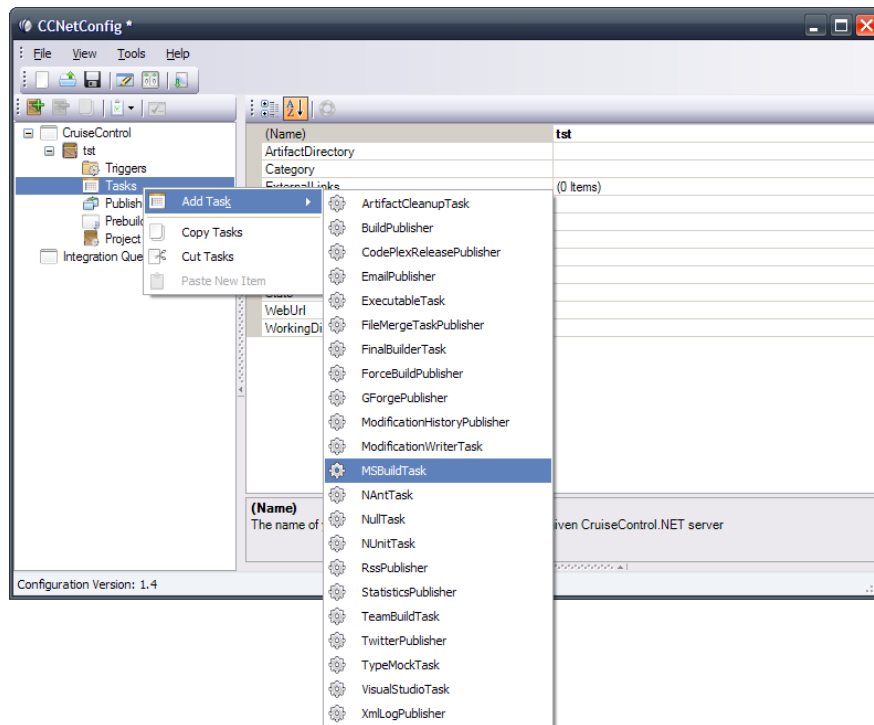 CCNetConfig *
File View Tools Help
CruiseControl
tst
Triggers
Tasks
Publish
Prebuild
Project
Integration Que
(Name) tst
ArtifactDirectory
Category
ExternalLinks (0 Items)
State
WebUrl
WorkingDi
Add Task
Copy Tasks
Cut Tasks
Paste New Item
ArtifactCleanupTask
BuildPublisher
CodePlexReleasePublisher
EmailPublisher
ExecutableTask
FileMergeTaskPublisher
FinalBuilderTask
ForceBuildPublisher
GForgePublisher
ModificationHistoryPublisher
ModificationWriterTask
MSBuildTask
NAntTask
NullTask
NUnitTask
RssPublisher
StatisticsPublisher
TeamBuildTask
TwitterPublisher
TypeMockTask
VisualStudioTask
XmlLogPublisher
(Name)
The name of iven CruiseControl.NET server
Configuration Version: 1.4